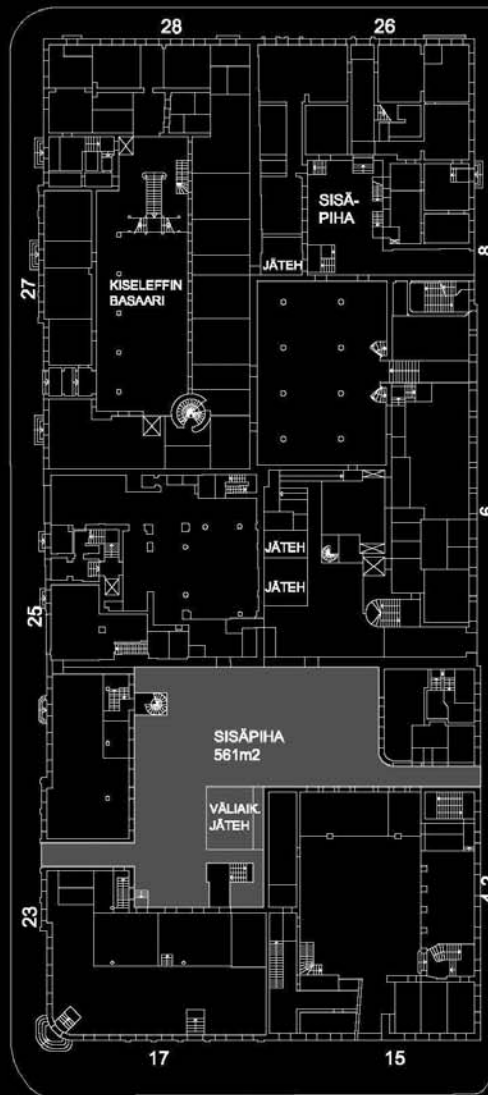 28
26
SISÄ-
PIHA
8
JÄTEH
KISELEFFIN
BASAARI
27
6
JÄTEH
JÄTEH
25
SISÄPIHA
561m2
VÄLIAIK.
JÄTEH
23
17
15